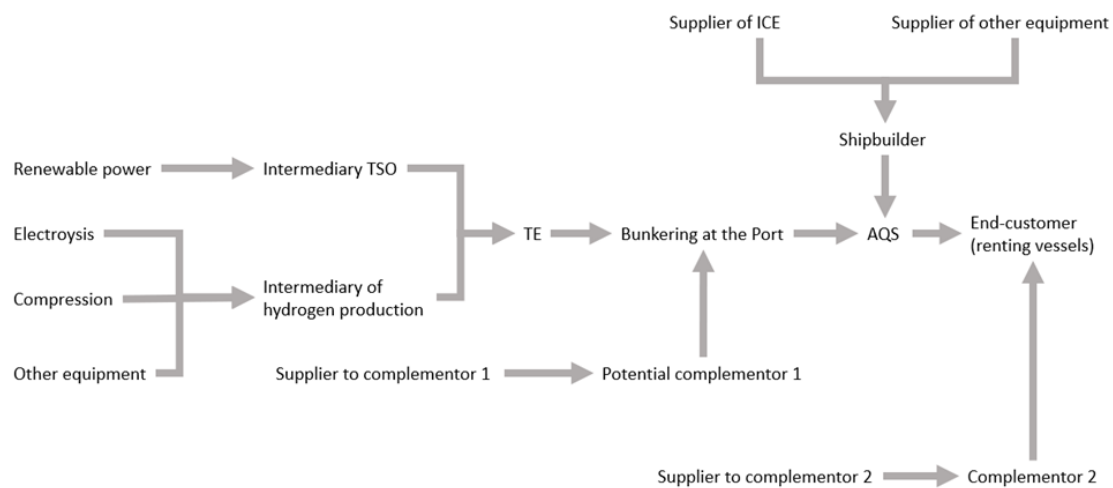 Supplier of ICE
Supplier of other equipment
Shipbuilder
Renewable power
Intermediary TSO
Electroysis
TE
Bunkering at the Port
AQS
End-customer
(renting vessels)
Compression
Intermediary of
hydrogen production
Other equipment
Supplier to complementor 1
Potential complementor 1
Supplier to complementor 2
Complementor 2